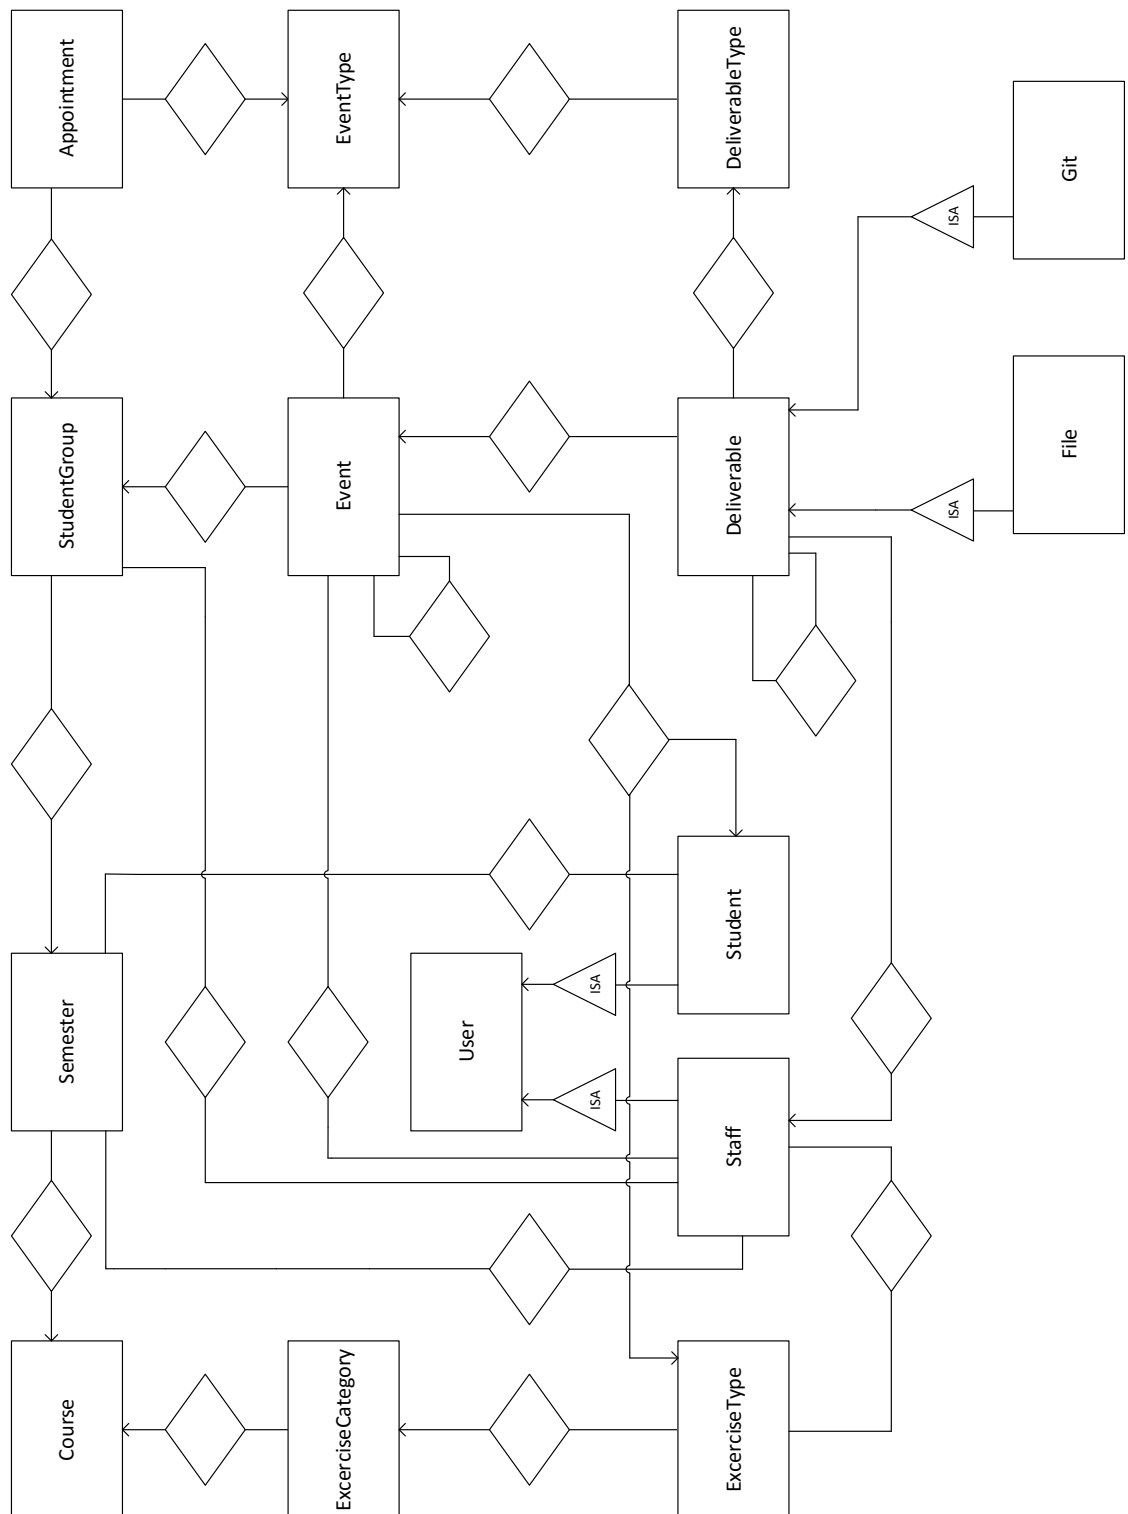 Appointment
EventType
DeliverableType
Git
ISA
StudentGroup
Event
Deliverable
File
ISA
Student
Semester
User
ISA
ISA
Staff
Course
ExcerciseCategory
ExcerciseType